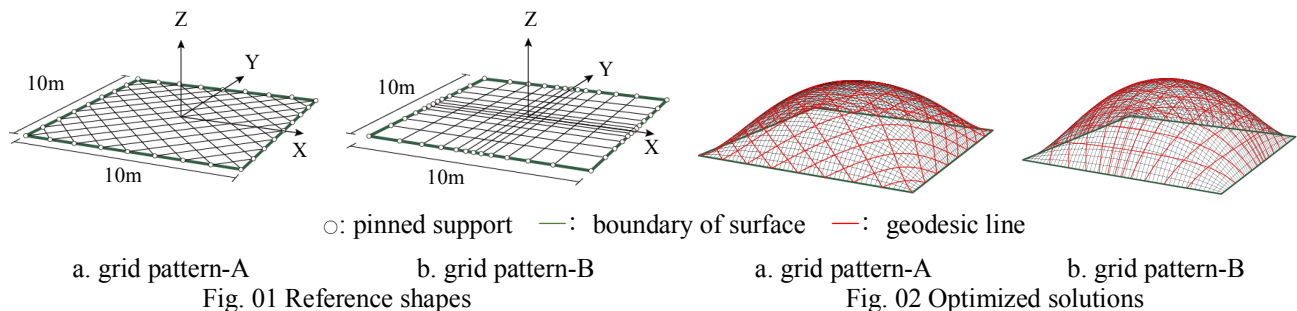 Z
Y
10m
X
10m
Z
Y
10m
X
10m
○: pinned support —: boundary of surface —: geodesic line
a. grid pattern-A b. grid pattern-B a. grid pattern-A b. grid pattern-B
Fig. 01 Reference shapes Fig. 02 Optimized solutions